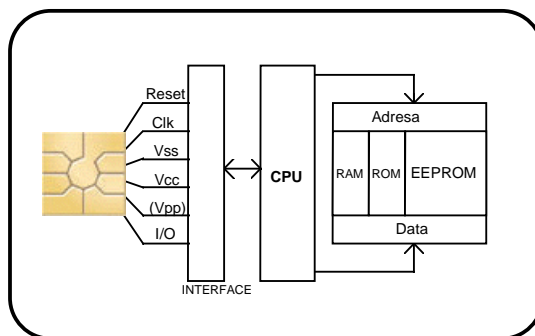 Reset
Clk
Vss
Vcc
(Vpp)
I/O
INTERFACE
CPU
Adresa
RAM
ROM
EEPROM
Data